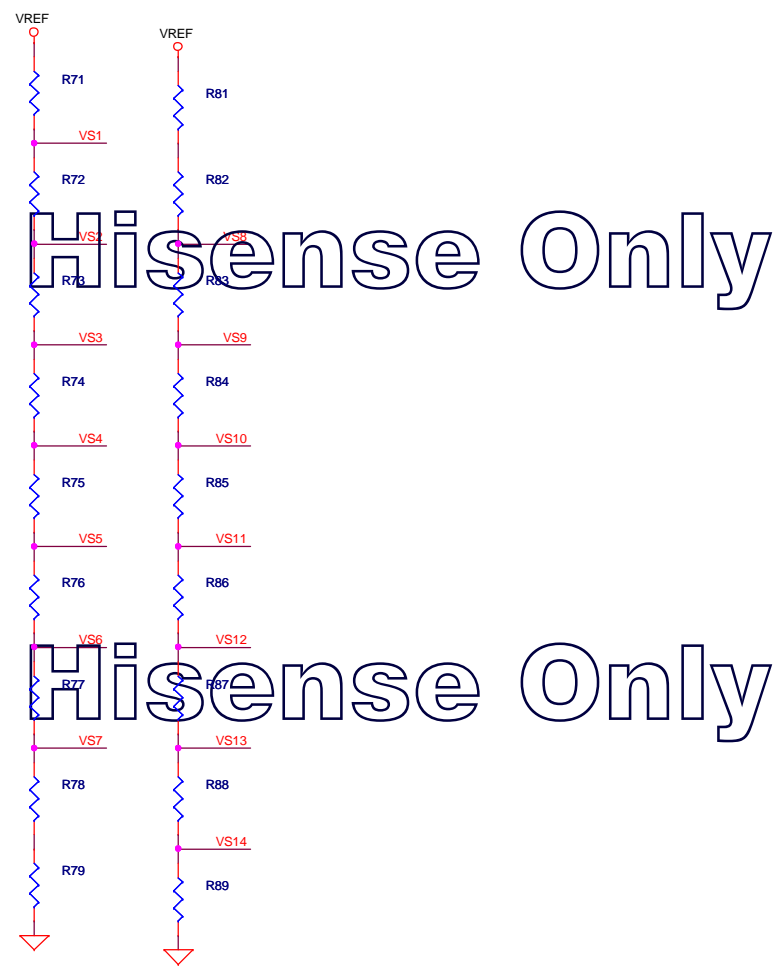 VREF
VREF
R71
R81
VS1
R72
R82
Hisense Only
VS2
VS8
R73
R83
VS3
VS9
R74
R84
VS4
VS10
R75
R85
VS5
VS11
R76
R86
VS6
VS12
Hisense Only
R77
R87
VS7
VS13
R78
R88
VS14
R79
R89